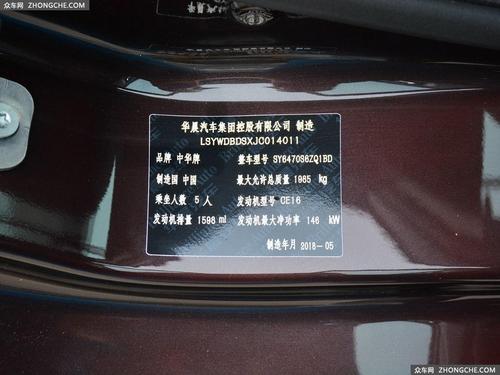 众车网 ZHONGCHE.COM
华晨汽车集团控股有限公司 制造
LSYWDBDSXJC014011
品牌 中华牌 整车型号 SY6470S6ZQ1BD
制造国 中国 最大允许总质量 1985 kg
乘坐人数 5 人 发动机型号 CE16
发动机排量 1598 ml 发动机最大净功率 146 kW
制造年月 2018-05
众车网 ZHONGCHE.COM